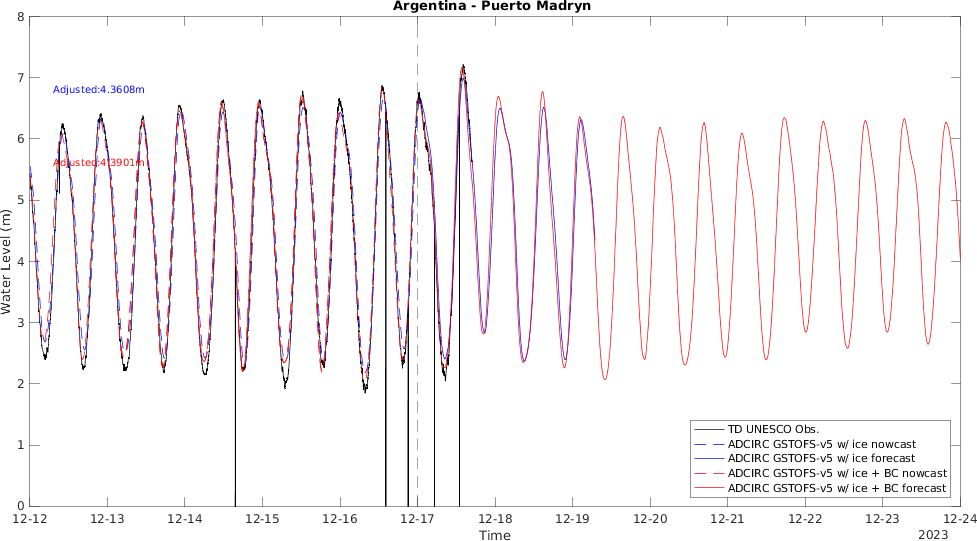 Argentina - Puerto Madryn
8
7
Adjusted:4.3608m
6
Adjusted:4.3901m
5
Water Level (m)
4
3
2
1
0
TD UNESCO Obs.
ADCIRC GSTOFS-v5 w/ ice nowcast
ADCIRC GSTOFS-v5 w/ ice forecast
ADCIRC GSTOFS-v5 w/ ice + BC nowcast
ADCIRC GSTOFS-v5 w/ ice + BC forecast
12-12 12-13 12-14 12-15 12-16 12-17 12-18 12-19 12-20 12-21 12-22 12-23 12-24
Time
2023